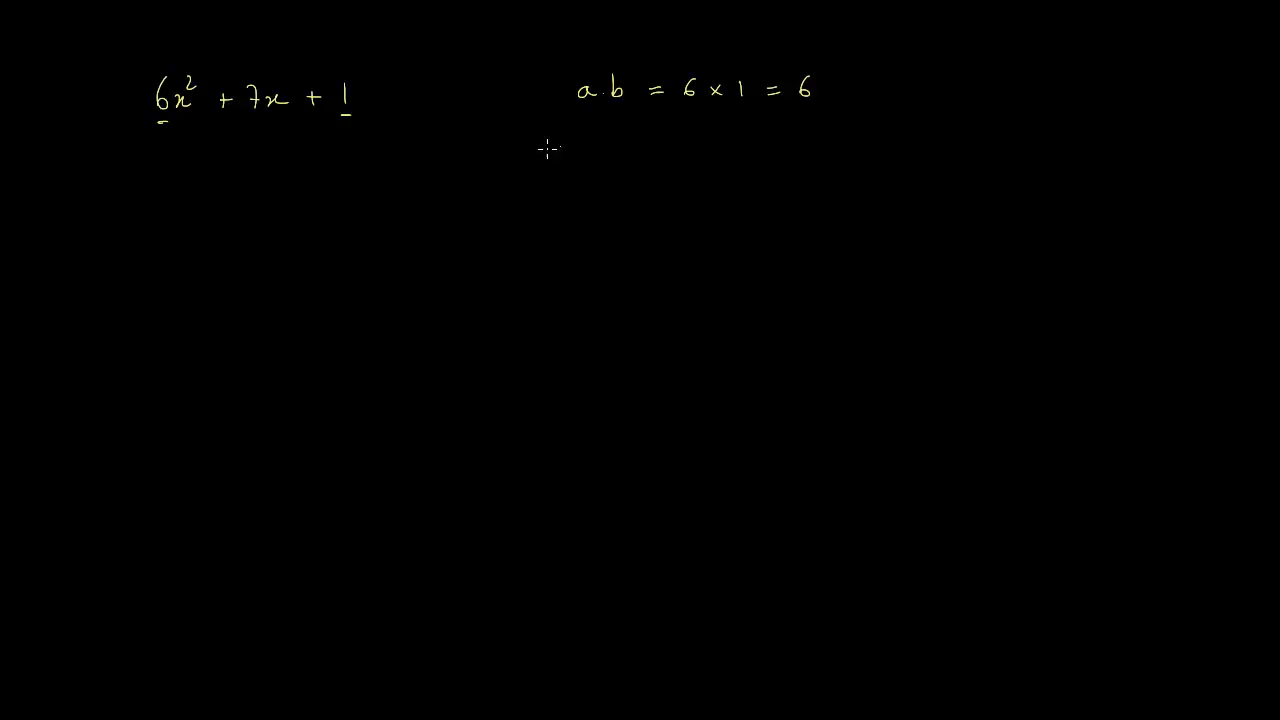 6x² + 7x + 1
a.b = 6 × 1 = 6